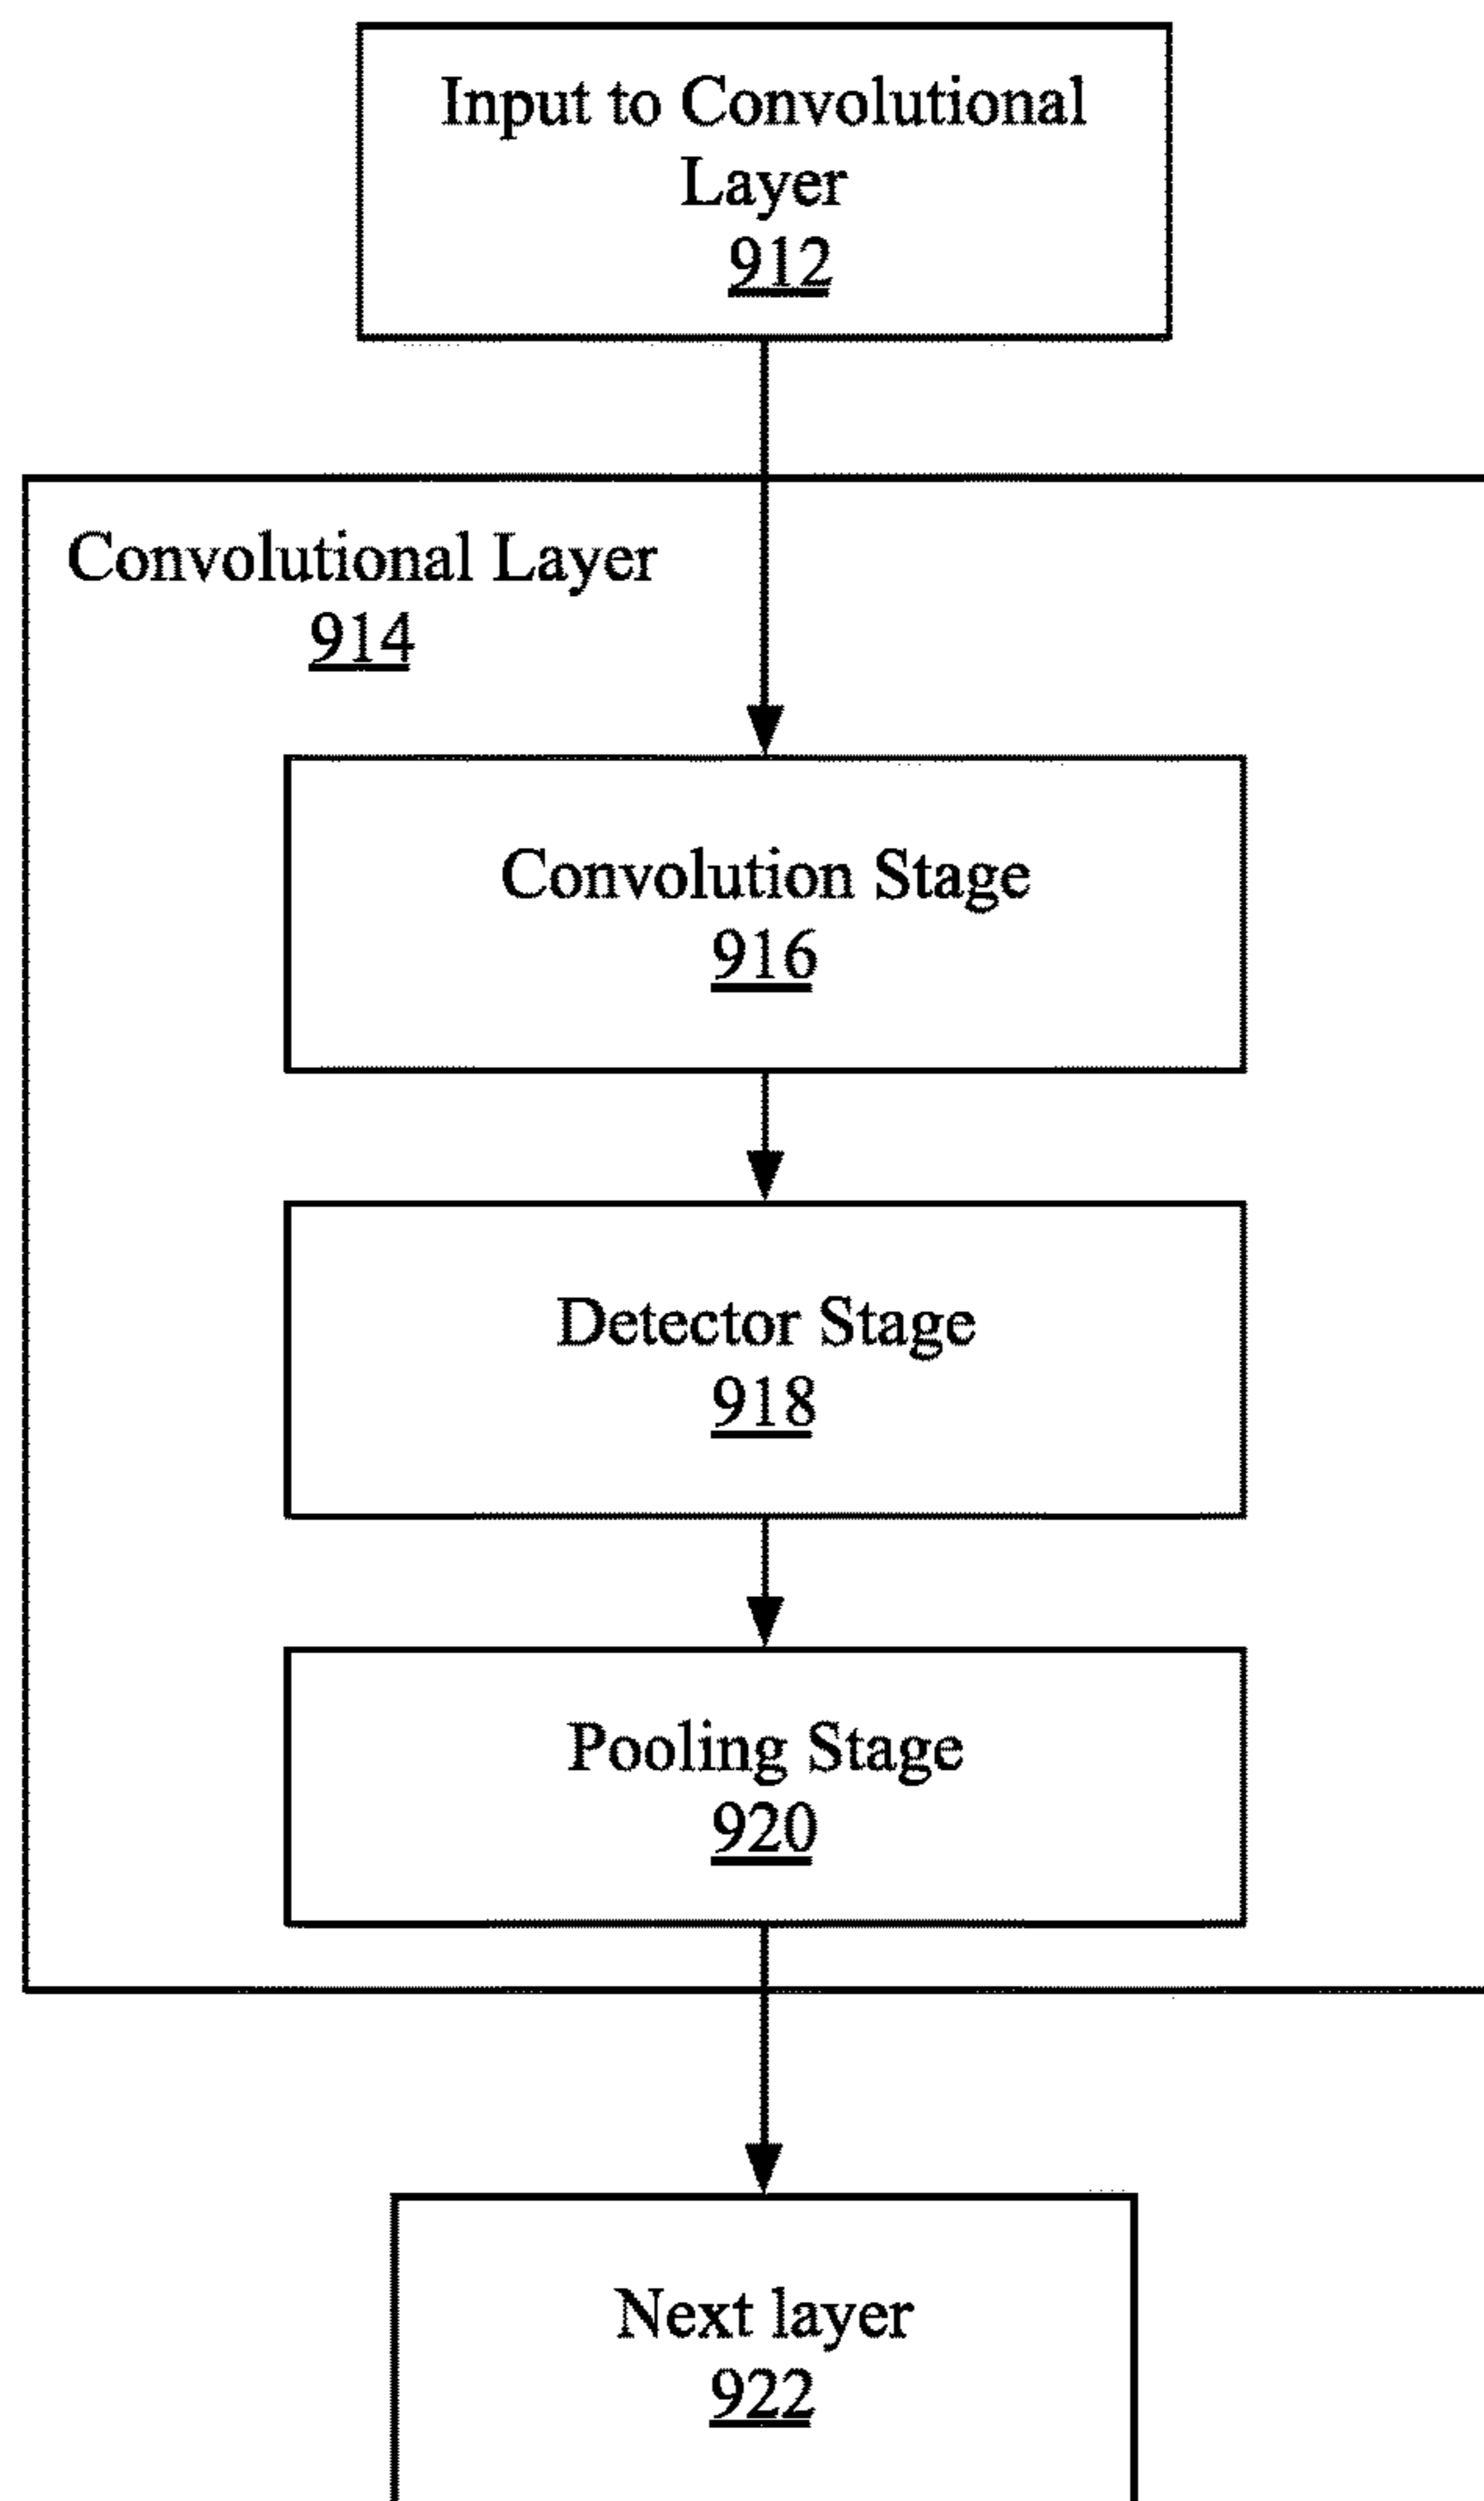 Input to Convolutional
Layer
912
Convolutional Layer
914
Convolution Stage
916
Detector Stage
918
Pooling Stage
920
Next layer
922